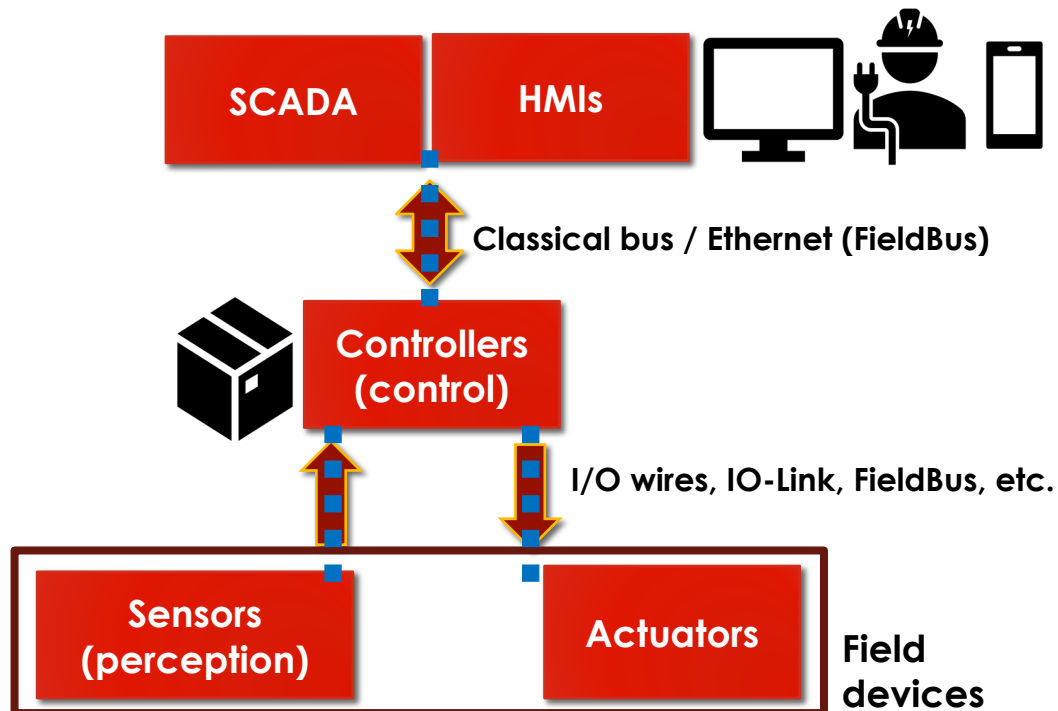 SCADA
HMIs
Classical bus / Ethernet (FieldBus)
Controllers
(control)
I/O wires, IO-Link, FieldBus, etc.
Sensors
(perception)
Actuators
Field
devices